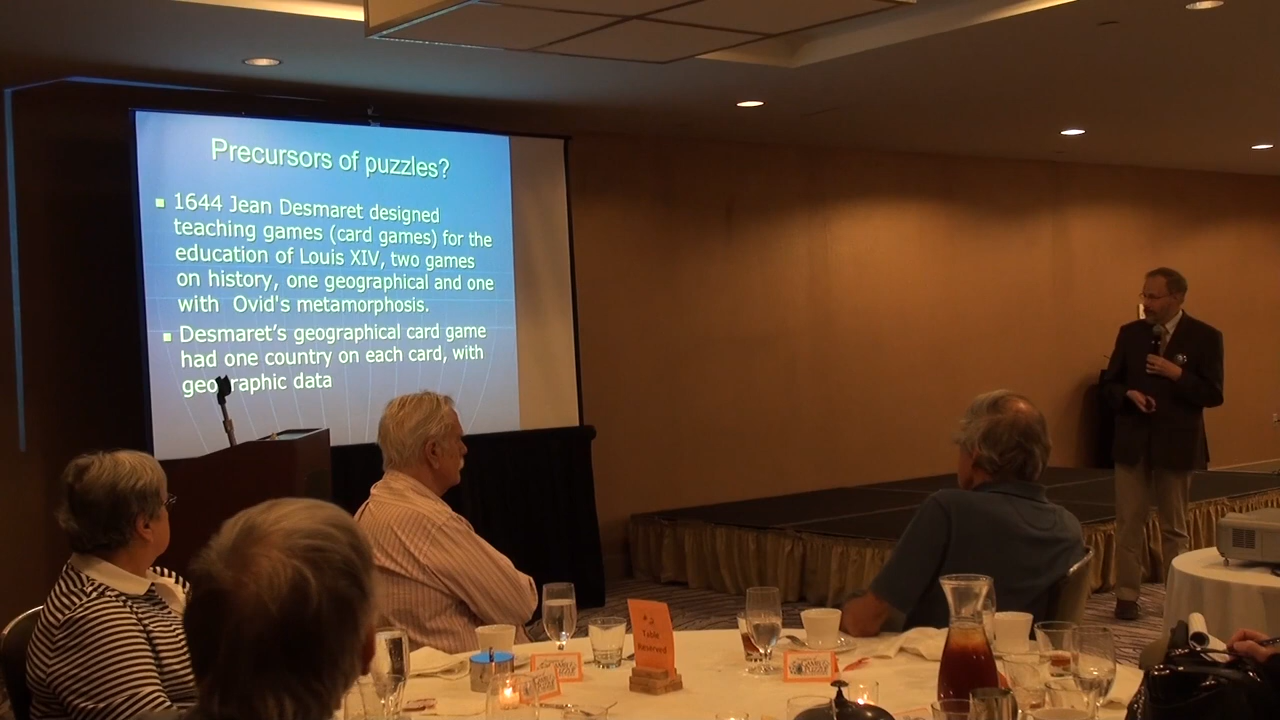 Precursors of puzzles?
1644 Jean Desmaret designed
teaching games (card games) for the
education of Louis XIV, two games
on history, one geographical and one
with Ovid's metamorphosis.
Desmaret's geographical card game
had one country on each card, with
geographic data
Table
Reserved